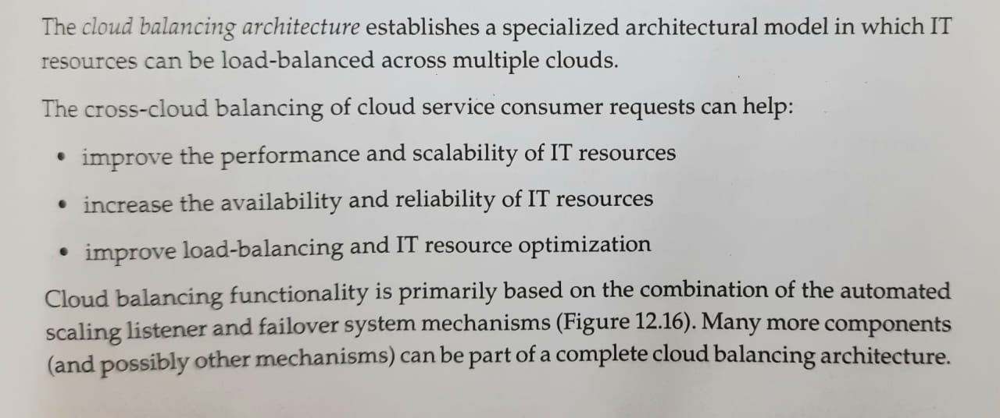 The cloud balancing architecture establishes a specialized architectural model in which IT
resources can be load-balanced across multiple clouds.
The cross-cloud balancing of cloud service consumer requests can help:
• improve the performance and scalability of IT resources
• increase the availability and reliability of IT resources
• improve load-balancing and IT resource optimization
Cloud balancing functionality is primarily based on the combination of the automated
scaling listener and failover system mechanisms (Figure 12.16). Many more components
(and possibly other mechanisms) can be part of a complete cloud balancing architecture.